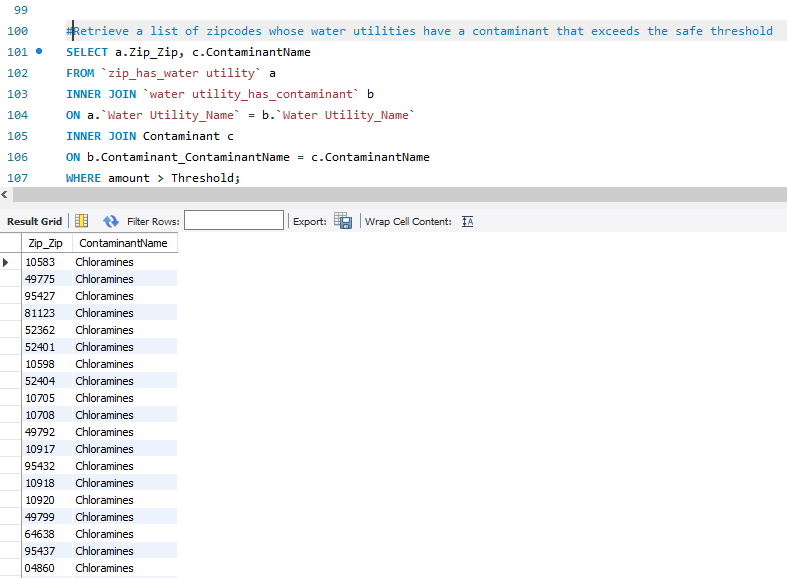 99
100 #Retrieve a list of zipcodes whose water utilities have a contaminant that exceeds the safe threshold
101 SELECT a.Zip_Zip, c.ContaminantName
102 FROM `zip_has_water utility` a
103 INNER JOIN `water utility_has_contaminant` b
104 ON a.`Water Utility_Name` = b.`Water Utility_Name`
105 INNER JOIN Contaminant c
106 ON b.Contaminant_ContaminantName = c.ContaminantName
107 WHERE amount > Threshold;
Result Grid Filter Rows: Export: Wrap Cell Content:
Zip_Zip ContaminantName
10583 Chloramines
49775 Chloramines
95427 Chloramines
81123 Chloramines
52362 Chloramines
52401 Chloramines
10598 Chloramines
52404 Chloramines
10705 Chloramines
10708 Chloramines
49792 Chloramines
10917 Chloramines
95432 Chloramines
10918 Chloramines
10920 Chloramines
49799 Chloramines
64638 Chloramines
95437 Chloramines
04860 Chloramines